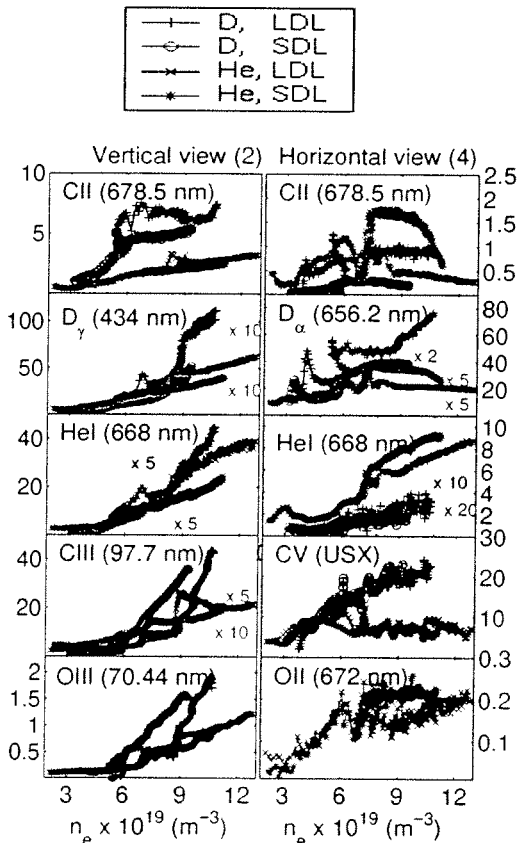 D, LDL
D, SDL
He, LDL
He, SDL
Vertical view (2)
Horizontal view (4)
10
CII (678.5 nm)
5
CII (678.5 nm)
2.5
2
1.5
1
0.5
100
Dγ (434 nm)
50
x 10
x 10
Dα (656.2 nm)
80
60
40
20
x 2
x 5
x 5
40
HeI (668 nm)
20
x 5
x 5
HeI (668 nm)
10
8
6
4
2
x 10
x 20
40
CIII (97.7 nm)
20
x 5
x 10
CV (USX)
30
20
10
2
OIII (70.44 nm)
1.5
1
0.5
OII (672 nm)
0.3
0.2
0.1
3 6 9 12
3 6 9 12
nₑ x 10¹⁹ (m⁻³)
nₑ x 10¹⁹ (m⁻³)